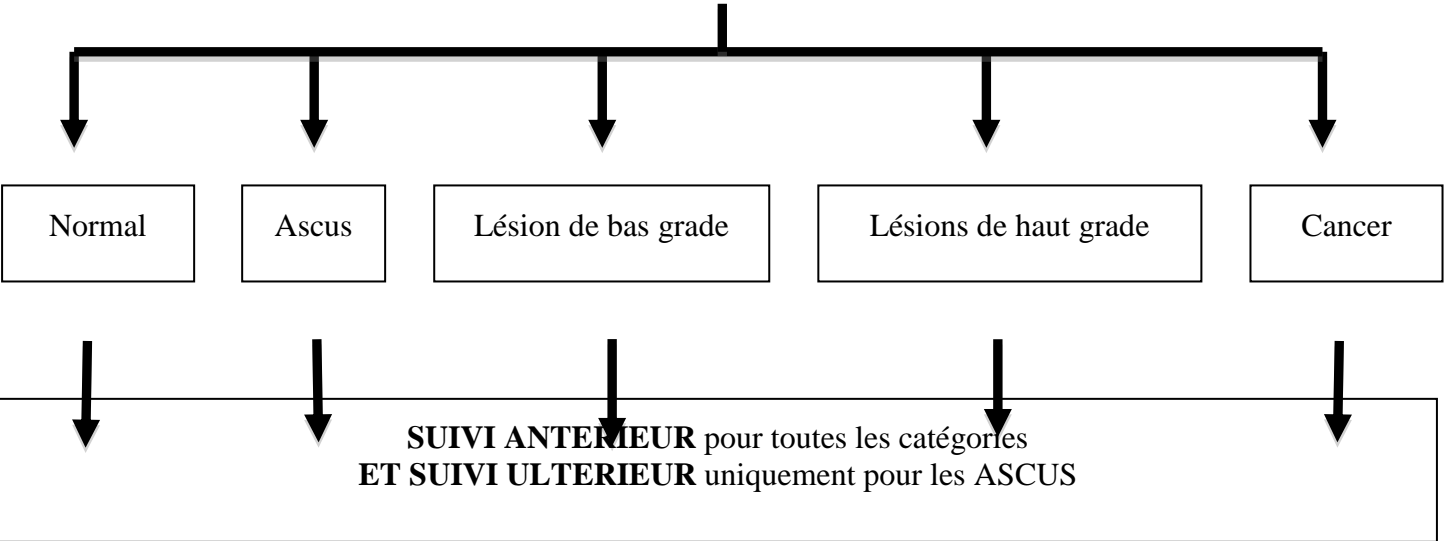 Normal
Ascus
Lésion de bas grade
Lésions de haut grade
Cancer
SUIVI ANTERIEUR pour toutes les catégories
ET SUIVI ULTERIEUR uniquement pour les ASCUS